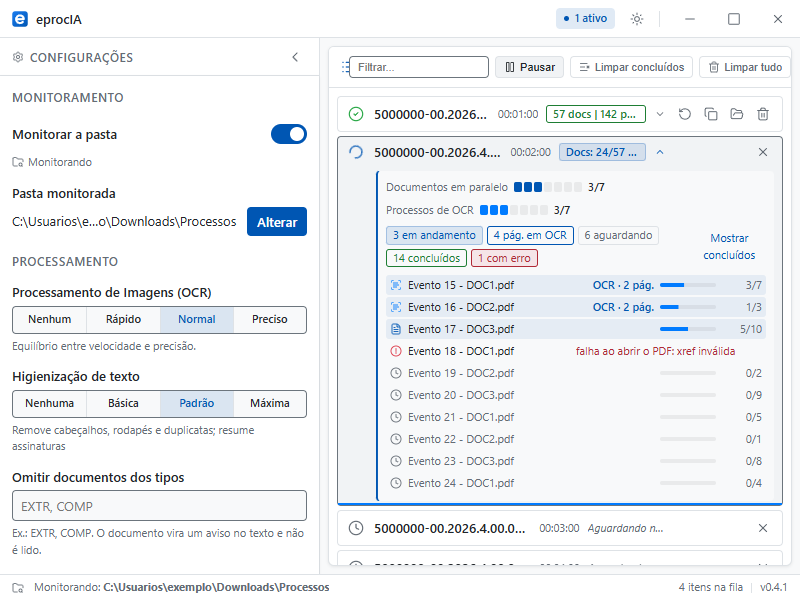 eprocIA
1 ativo
CONFIGURAÇÕES
MONITORAMENTO
Monitorar a pasta
Monitorando
Pasta monitorada
C:\Usuarios\e...o\Downloads\Processos
Alterar
PROCESSAMENTO
Processamento de Imagens (OCR)
Nenhum Rápido Normal Preciso
Equilíbrio entre velocidade e precisão.
Higienização de texto
Nenhuma Básica Padrão Máxima
Remove cabeçalhos, rodapés e duplicatas; resume
assinaturas
Omitir documentos dos tipos
EXTR, COMP
Ex.: EXTR, COMP. O documento vira um aviso no texto e não
é lido.
Filtrar...
Pausar
Limpar concluídos
Limpar tudo
5000000-00.2026... 00:01:00 57 docs | 142 p...
5000000-00.2026.4.... 00:02:00 Docs: 24/57 ...
Documentos em paralelo 3/7
Processos de OCR 3/7
3 em andamento 4 pág. em OCR 6 aguardando
14 concluídos 1 com erro
Mostrar
concluídos
Evento 15 - DOC1.pdf OCR · 2 pág. 3/7
Evento 16 - DOC2.pdf OCR · 2 pág. 1/3
Evento 17 - DOC3.pdf 5/10
Evento 18 - DOC1.pdf falha ao abrir o PDF: xref inválida
Evento 19 - DOC2.pdf 0/2
Evento 20 - DOC3.pdf 0/9
Evento 21 - DOC1.pdf 0/5
Evento 22 - DOC2.pdf 0/1
Evento 23 - DOC3.pdf 0/8
Evento 24 - DOC1.pdf 0/4
5000000-00.2026.4.00.0... 00:03:00 Aguardando n...
Monitorando: C:\Usuarios\exemplo\Downloads\Processos
4 itens na fila
v0.4.1